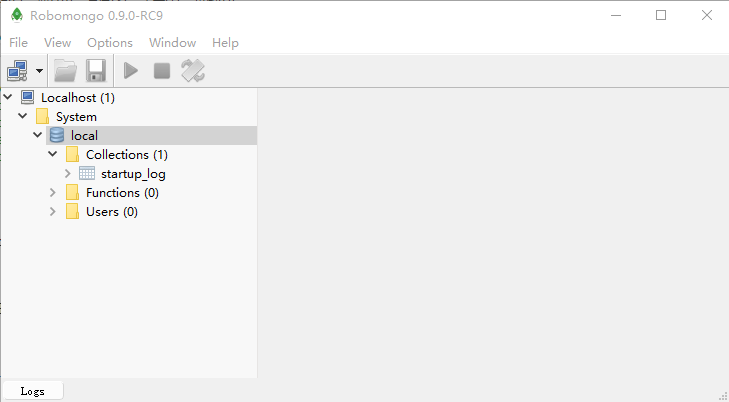 Robomongo 0.9.0-RC9
File View Options Window Help
Localhost (1)
System
local
Collections (1)
startup_log
Functions (0)
Users (0)
Logs